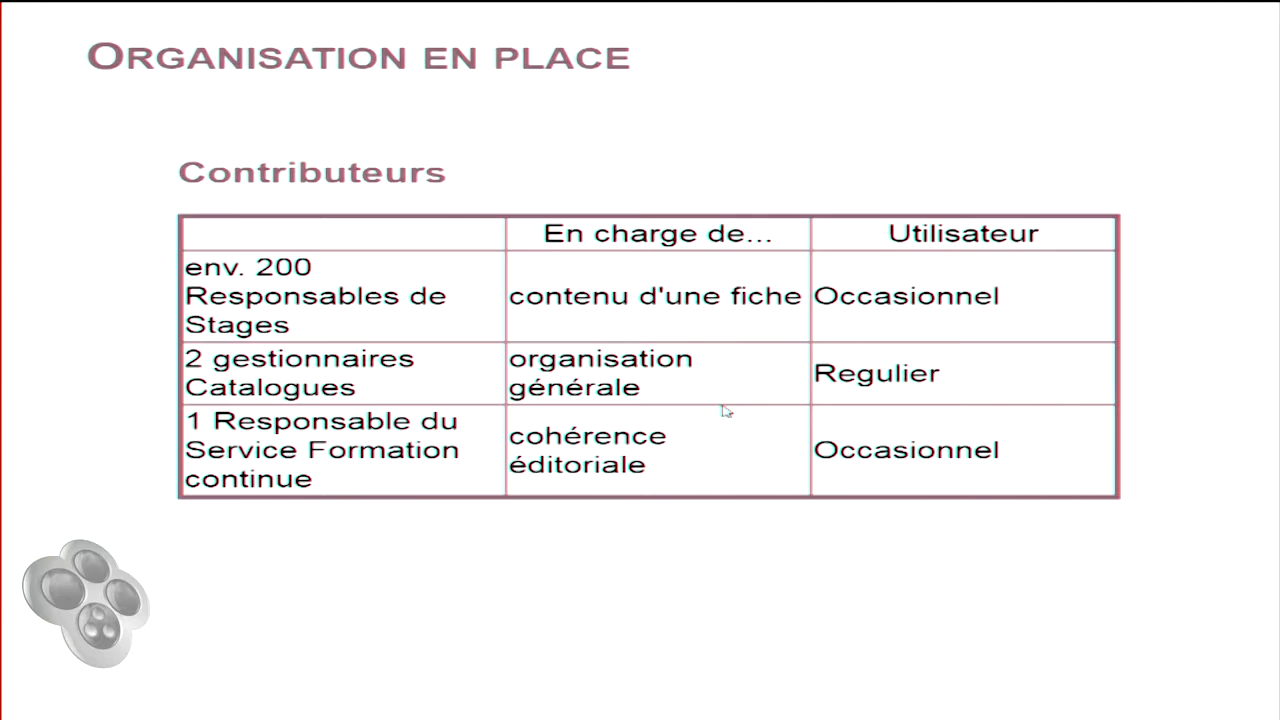 ORGANISATION EN PLACE
Contributeurs
En charge de... Utilisateur
env. 200
Responsables de
Stages
contenu d'une fiche
Occasionnel
2 gestionnaires
Catalogues
organisation
générale
Regulier
1 Responsable du
Service Formation
continue
cohérence
éditoriale
Occasionnel